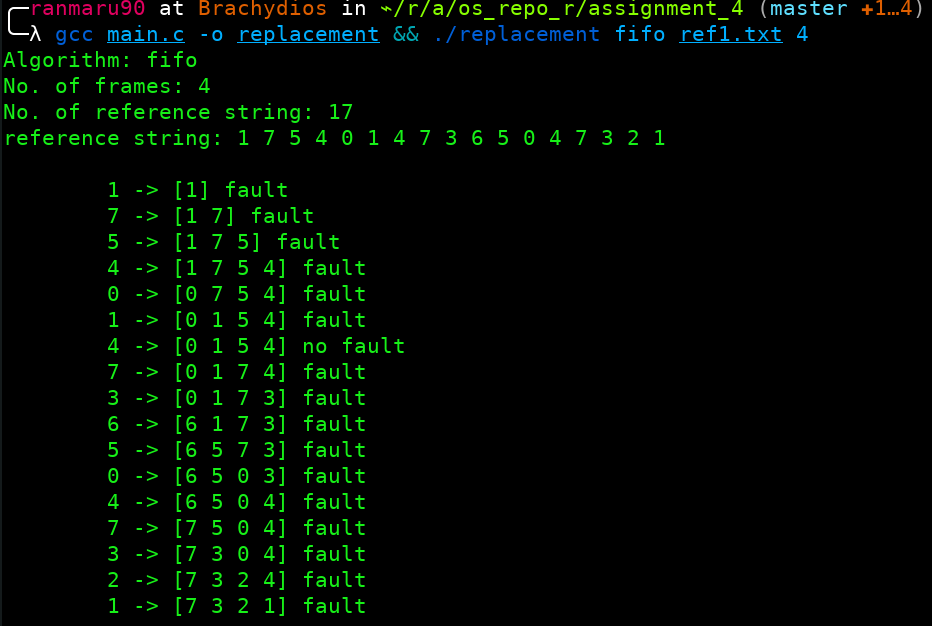 ranmaru90 at Brachydios in ~/r/a/os_repo_r/assignment_4 (master +1…4)
λ gcc main.c -o replacement && ./replacement fifo ref1.txt 4
Algorithm: fifo
No. of frames: 4
No. of reference string: 17
reference string: 1 7 5 4 0 1 4 7 3 6 5 0 4 7 3 2 1
1 -> [1] fault
7 -> [1 7] fault
5 -> [1 7 5] fault
4 -> [1 7 5 4] fault
0 -> [0 7 5 4] fault
1 -> [0 1 5 4] fault
4 -> [0 1 5 4] no fault
7 -> [0 1 7 4] fault
3 -> [0 1 7 3] fault
6 -> [6 1 7 3] fault
5 -> [6 5 7 3] fault
0 -> [6 5 0 3] fault
4 -> [6 5 0 4] fault
7 -> [7 5 0 4] fault
3 -> [7 3 0 4] fault
2 -> [7 3 2 4] fault
1 -> [7 3 2 1] fault